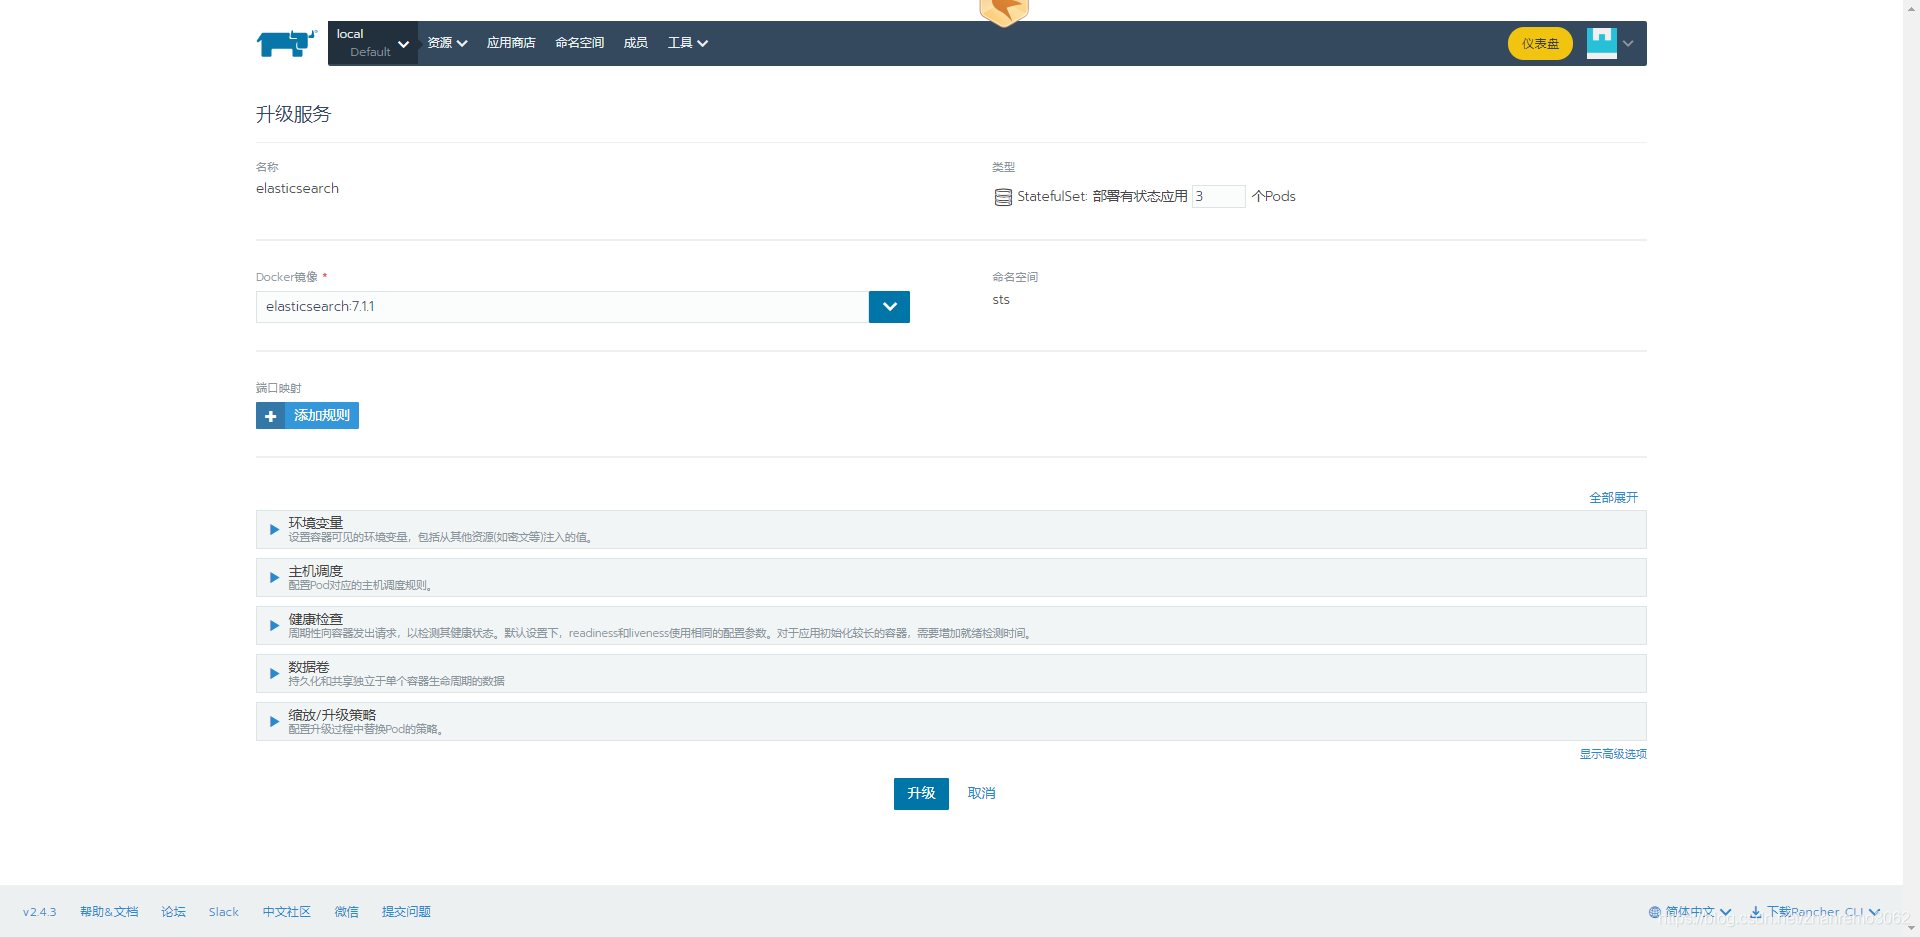 local
Default
资源
应用商店
命名空间
成员
工具
仪表盘
升级服务
名称
elasticsearch
类型
StatefulSet: 部署有状态应用 3 个Pods
Docker镜像 *
elasticsearch:7.1.1
命名空间
sts
端口映射
添加规则
全部展开
环境变量
设置容器可见的环境变量，包括从其他资源(如密文等)注入的值。
主机调度
配置Pod对应的主机调度规则。
健康检查
周期性向容器发出请求，以检测其健康状态。默认设置下，readiness和liveness使用相同的配置参数。对于应用初始化较长的容器，需要增加就绪检测时间。
数据卷
持久化和共享独立于单个容器生命周期的数据
缩放/升级策略
配置升级过程中替换Pod的策略。
显示高级选项
升级
取消
v2.4.3
帮助&文档
论坛
Slack
中文社区
微信
提交问题
简体中文
下载Rancher CLI